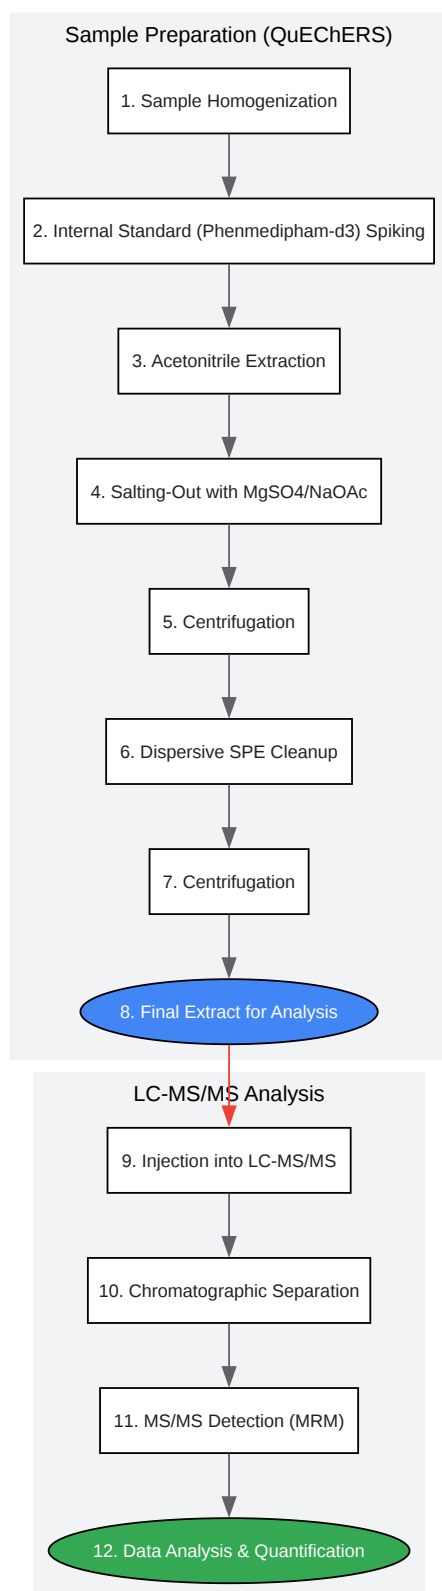 Sample Preparation (QuEChERS)
1. Sample Homogenization
2. Internal Standard (Phenmedipham-d3) Spiking
3. Acetonitrile Extraction
4. Salting-Out with MgSO4/NaOAc
5. Centrifugation
6. Dispersive SPE Cleanup
7. Centrifugation
8. Final Extract for Analysis
LC-MS/MS Analysis
9. Injection into LC-MS/MS
10. Chromatographic Separation
11. MS/MS Detection (MRM)
12. Data Analysis & Quantification